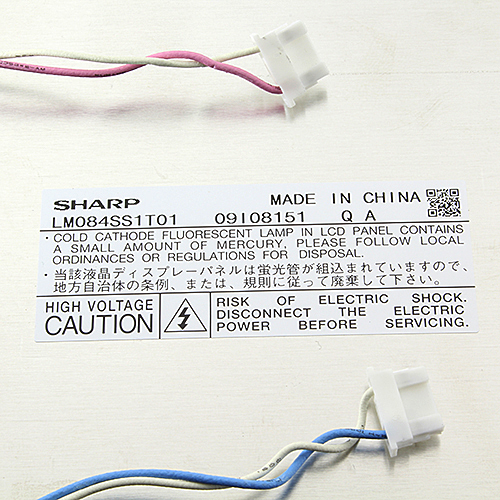 SHARP MADE IN CHINA
LM084SS1T01 09I08151 Q A
・COLD CATHODE FLUORESCENT LAMP IN LCD PANEL CONTAINS
A SMALL AMOUNT OF MERCURY, PLEASE FOLLOW LOCAL
ORDINANCES OR REGULATIONS FOR DISPOSAL.
・当該液晶ディスプレーパネルは蛍光管が組込まれていますので、
地方自治体の条例、または、規則に従って廃棄して下さい。
HIGH VOLTAGE
CAUTION
RISK OF ELECTRIC SHOCK.
DISCONNECT THE ELECTRIC
POWER BEFORE SERVICING.